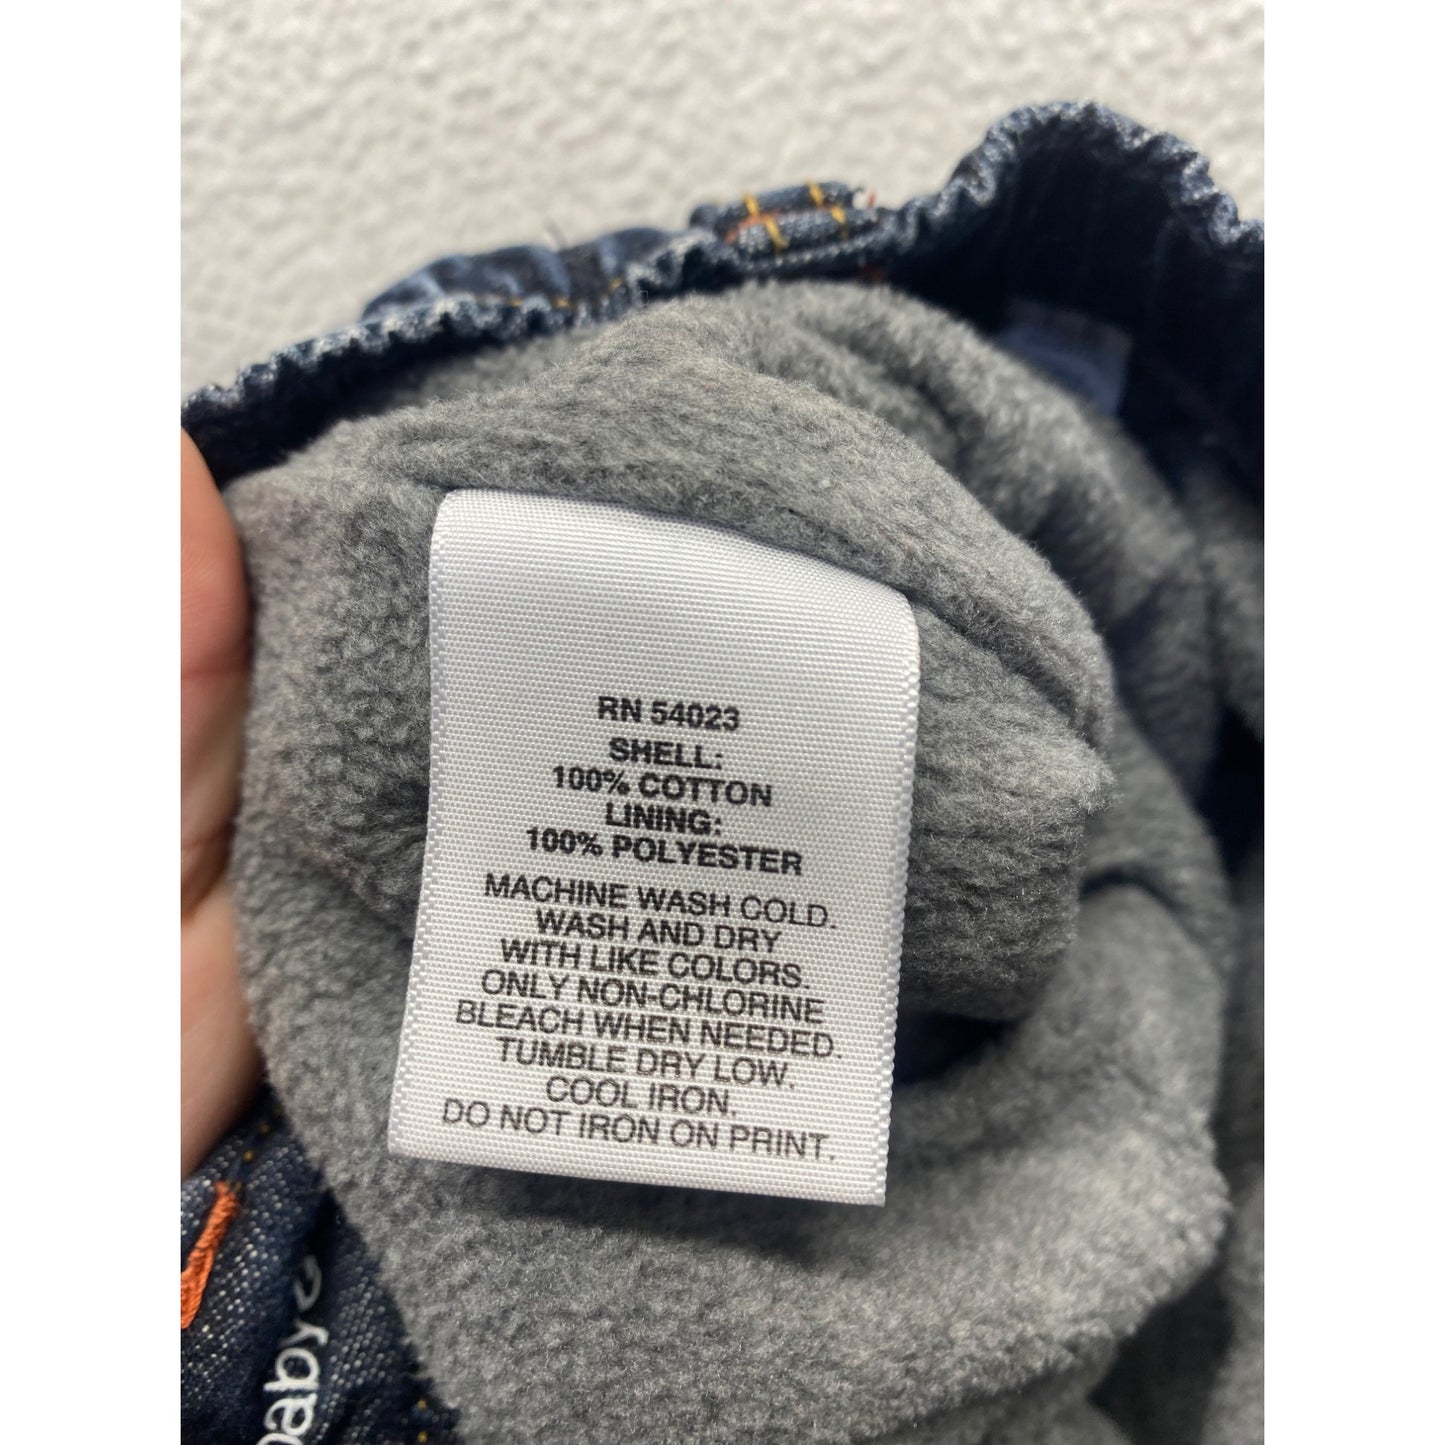 RN 54023
SHELL:
100% COTTON
LINING:
100% POLYESTER
MACHINE WASH COLD.
WASH AND DRY
WITH LIKE COLORS.
ONLY NON-CHLORINE
BLEACH WHEN NEEDED.
TUMBLE DRY LOW.
COOL IRON.
DO NOT IRON ON PRINT.
baby